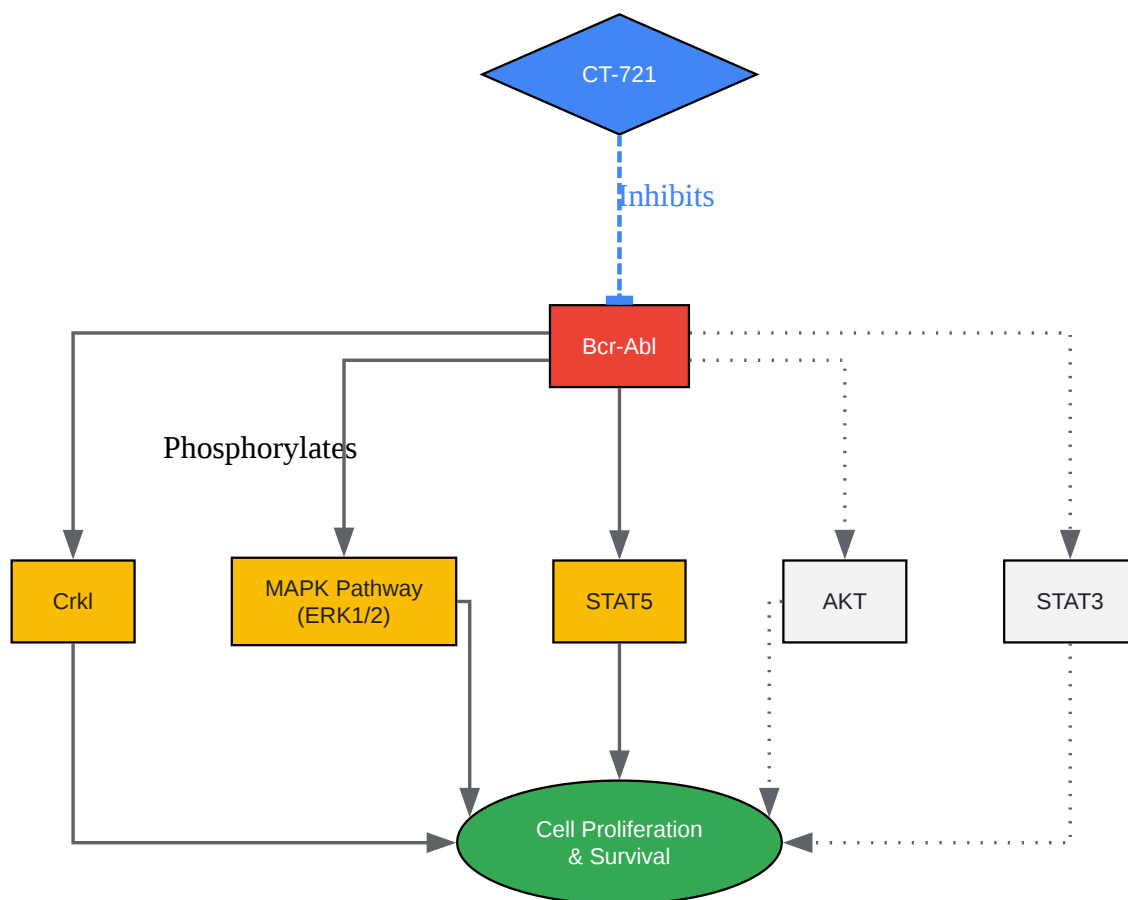 CT-721
Inhibits
Bcr-Abl
Phosphorylates
Crkl
MAPK Pathway
(ERK1/2)
STAT5
AKT
STAT3
Cell Proliferation
& Survival